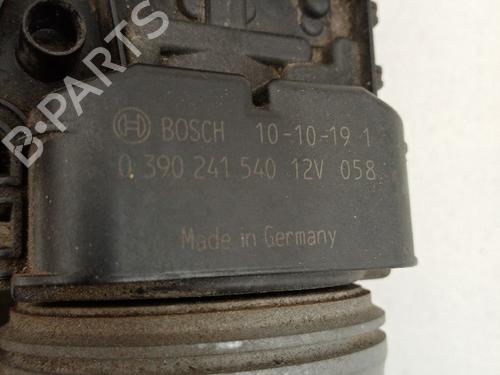 B-PARTS
BOSCH 10-10-19 1
0 390 241 540 12V 058
Made in Germany